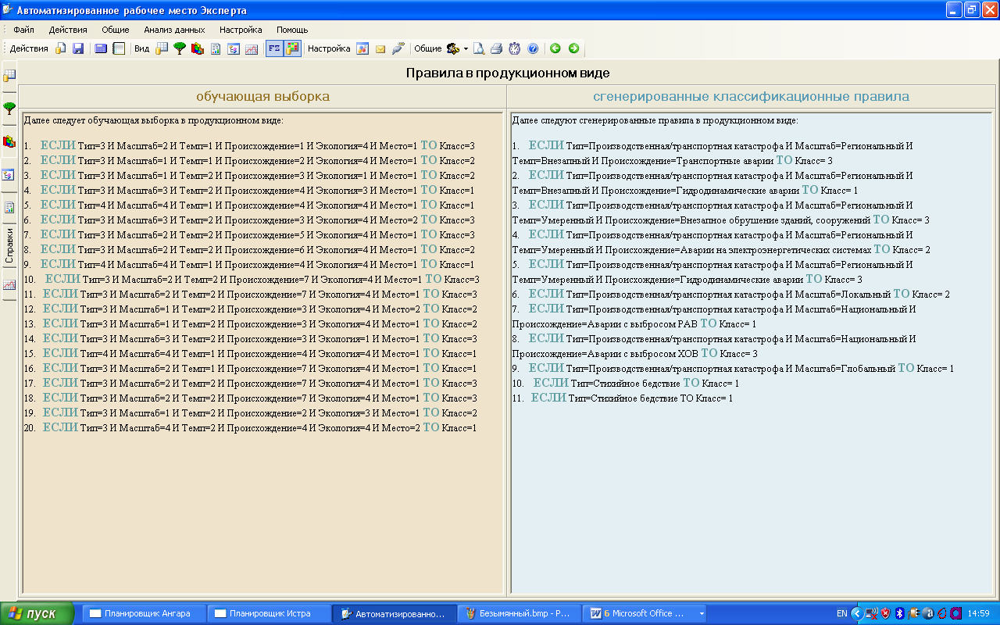 Автоматизированное рабочее место Эксперта
Файл Действия Общие Анализ данных Настройка Помощь
Действия Вид FZ Настройка Общие
Правила в продукционном виде
обучающая выборка
Далее следует обучающая выборка в продукционном виде:
1. ЕСЛИ Тип=3 И Масштаб=2 И Темп=1 И Происхождение=1 И Экология=4 И Место=1 ТО Класс=3
2. ЕСЛИ Тип=3 И Масштаб=1 И Темп=1 И Происхождение=2 И Экология=4 И Место=1 ТО Класс=2
3. ЕСЛИ Тип=3 И Масштаб=1 И Темп=2 И Происхождение=3 И Экология=1 И Место=1 ТО Класс=2
4. ЕСЛИ Тип=3 И Масштаб=3 И Темп=2 И Происхождение=4 И Экология=3 И Место=1 ТО Класс=1
5. ЕСЛИ Тип=4 И Масштаб=4 И Темп=1 И Происхождение=4 И Экология=4 И Место=1 ТО Класс=1
6. ЕСЛИ Тип=3 И Масштаб=3 И Темп=2 И Происхождение=3 И Экология=4 И Место=2 ТО Класс=3
7. ЕСЛИ Тип=3 И Масштаб=2 И Темп=2 И Происхождение=5 И Экология=4 И Место=1 ТО Класс=3
8. ЕСЛИ Тип=3 И Масштаб=2 И Темп=2 И Происхождение=6 И Экология=4 И Место=1 ТО Класс=2
9. ЕСЛИ Тип=4 И Масштаб=4 И Темп=2 И Происхождение=4 И Экология=4 И Место=1 ТО Класс=1
10. ЕСЛИ Тип=3 И Масштаб=2 И Темп=2 И Происхождение=7 И Экология=4 И Место=1 ТО Класс=3
11. ЕСЛИ Тип=3 И Масштаб=2 И Темп=2 И Происхождение=7 И Экология=4 И Место=1 ТО Класс=3
12. ЕСЛИ Тип=3 И Масштаб=1 И Темп=2 И Происхождение=3 И Экология=4 И Место=2 ТО Класс=2
13. ЕСЛИ Тип=3 И Масштаб=1 И Темп=2 И Происхождение=3 И Экология=4 И Место=1 ТО Класс=2
14. ЕСЛИ Тип=3 И Масштаб=3 И Темп=2 И Происхождение=3 И Экология=1 И Место=1 ТО Класс=3
15. ЕСЛИ Тип=4 И Масштаб=4 И Темп=1 И Происхождение=4 И Экология=4 И Место=1 ТО Класс=1
16. ЕСЛИ Тип=3 И Масштаб=2 И Темп=1 И Происхождение=7 И Экология=4 И Место=1 ТО Класс=1
17. ЕСЛИ Тип=3 И Масштаб=2 И Темп=2 И Происхождение=7 И Экология=4 И Место=1 ТО Класс=3
18. ЕСЛИ Тип=3 И Масштаб=2 И Темп=2 И Происхождение=7 И Экология=4 И Место=2 ТО Класс=3
19. ЕСЛИ Тип=3 И Масштаб=1 И Темп=2 И Происхождение=2 И Экология=3 И Место=1 ТО Класс=2
20. ЕСЛИ Тип=3 И Масштаб=4 И Темп=2 И Происхождение=4 И Экология=4 И Место=2 ТО Класс=1
сгенерированные классификационные правила
Далее следуют сгенерированные правила в продукционном виде:
1. ЕСЛИ Тип=Производственная/транспортная катастрофа И Масштаб=Региональный И
Темп=Внезапный И Происхождение=Транспортные аварии ТО Класс= 3
2. ЕСЛИ Тип=Производственная/транспортная катастрофа И Масштаб=Региональный И
Темп=Внезапный И Происхождение=Гидродинамические аварии ТО Класс= 1
3. ЕСЛИ Тип=Производственная/транспортная катастрофа И Масштаб=Региональный И
Темп=Умеренный И Происхождение=Внезапное обрушение зданий, сооружений ТО Класс= 3
4. ЕСЛИ Тип=Производственная/транспортная катастрофа И Масштаб=Региональный И
Темп=Умеренный И Происхождение=Аварии на электроэнергетических системах ТО Класс= 2
5. ЕСЛИ Тип=Производственная/транспортная катастрофа И Масштаб=Региональный И
Темп=Умеренный И Происхождение=Гидродинамические аварии ТО Класс= 3
6. ЕСЛИ Тип=Производственная/транспортная катастрофа И Масштаб=Локальный ТО Класс= 2
7. ЕСЛИ Тип=Производственная/транспортная катастрофа И Масштаб=Национальный И
Происхождение=Аварии с выбросом РАВ ТО Класс= 1
8. ЕСЛИ Тип=Производственная/транспортная катастрофа И Масштаб=Национальный И
Происхождение=Аварии с выбросом ХОВ ТО Класс= 3
9. ЕСЛИ Тип=Производственная/транспортная катастрофа И Масштаб=Глобальный ТО Класс= 1
10. ЕСЛИ Тип=Стихийное бедствие ТО Класс= 1
11. ЕСЛИ Тип=Стихийное бедствие ТО Класс= 1
Справки
пуск Планировщик Ангара Планировщик Истра Автоматизированно... Безымянный.bmp - P... 6 Microsoft Office ... EN 14:59